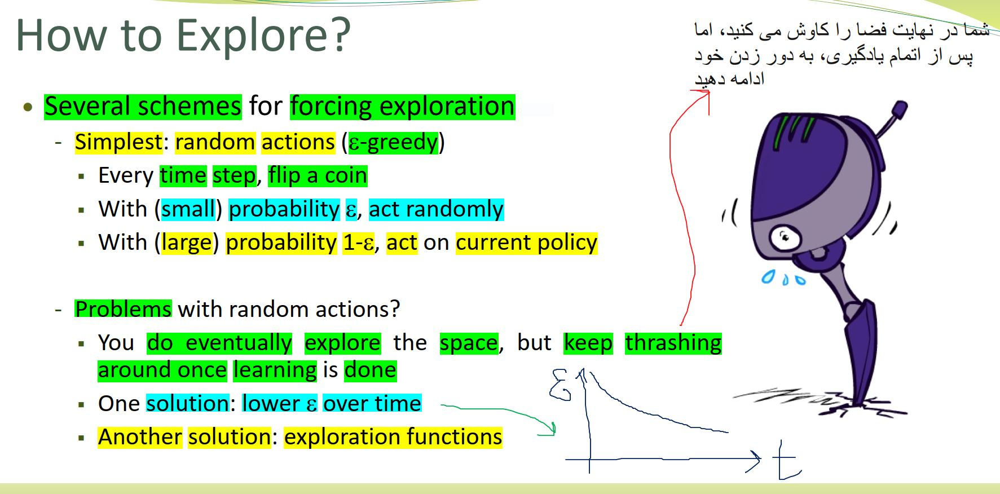 How to Explore?
شما در نهایت فضا را کاوش می کنید، اما
پس از اتمام یادگیری، به دور زدن خود
ادامه دهید
• Several schemes for forcing exploration
- Simplest: random actions (ε-greedy)
▪ Every time step, flip a coin
▪ With (small) probability ε, act randomly
▪ With (large) probability 1-ε, act on current policy
- Problems with random actions?
▪ You do eventually explore the space, but keep thrashing
around once learning is done
▪ One solution: lower ε over time
▪ Another solution: exploration functions
ε
t